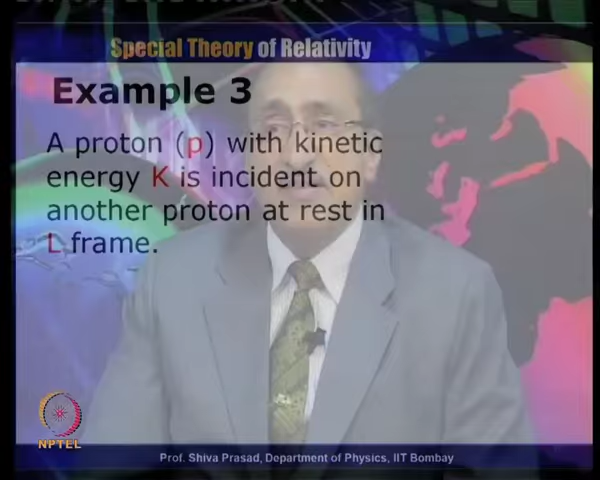 Special Theory of Relativity
Example 3
A proton (p) with kinetic
energy K is incident on
another proton at rest in
L frame.
NPTEL
Prof. Shiva Prasad, Department of Physics, IIT Bombay